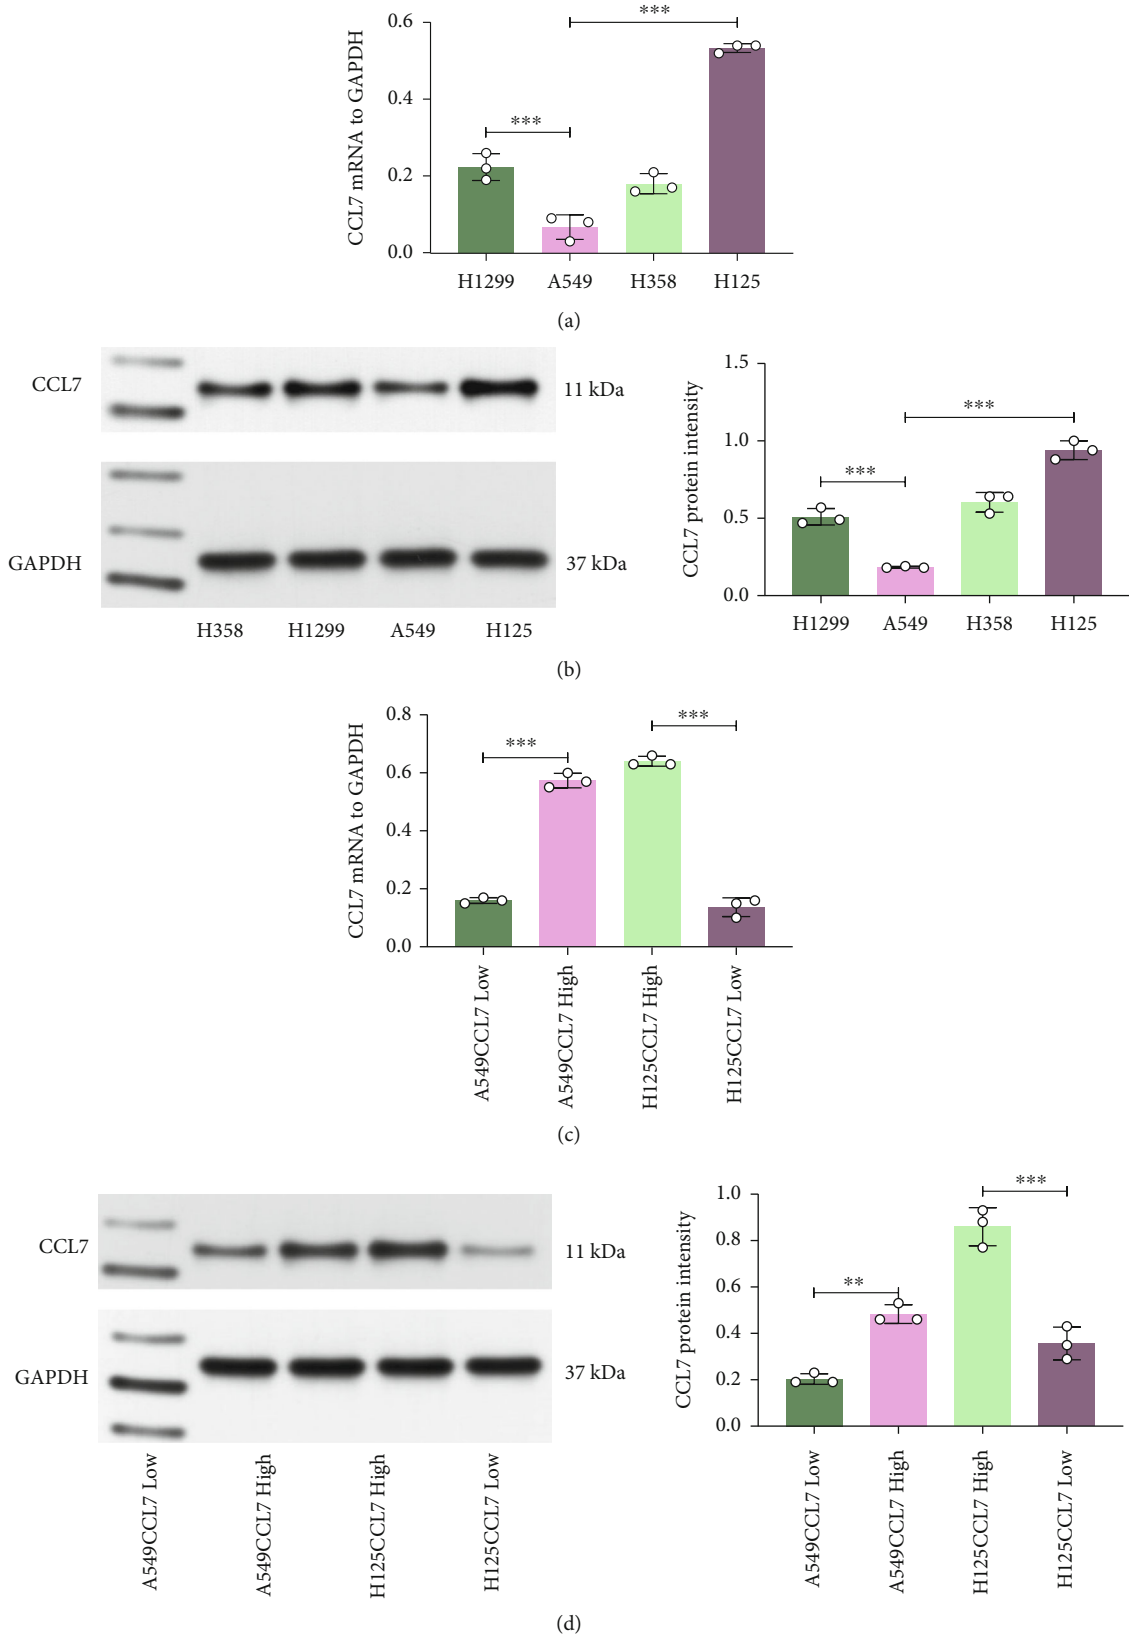 CCL7 mRNA to GAPDH
0.6
0.4
0.2
0.0
***
***
H1299 A549 H358 H125
(a)
CCL7
11 kDa
GAPDH
37 kDa
H358 H1299 A549 H125
CCL7 protein intensity
1.5
1.0
0.5
0.0
***
***
H1299 A549 H358 H125
(b)
CCL7 mRNA to GAPDH
0.8
0.6
0.4
0.2
0.0
***
***
A549CCL7 Low
A549CCL7 High
H125CCL7 High
H125CCL7 Low
(c)
CCL7
11 kDa
GAPDH
37 kDa
A549CCL7 Low
A549CCL7 High
H125CCL7 High
H125CCL7 Low
CCL7 protein intensity
1.0
0.8
0.6
0.4
0.2
0.0
**
***
A549CCL7 Low
A549CCL7 High
H125CCL7 High
H125CCL7 Low
(d)